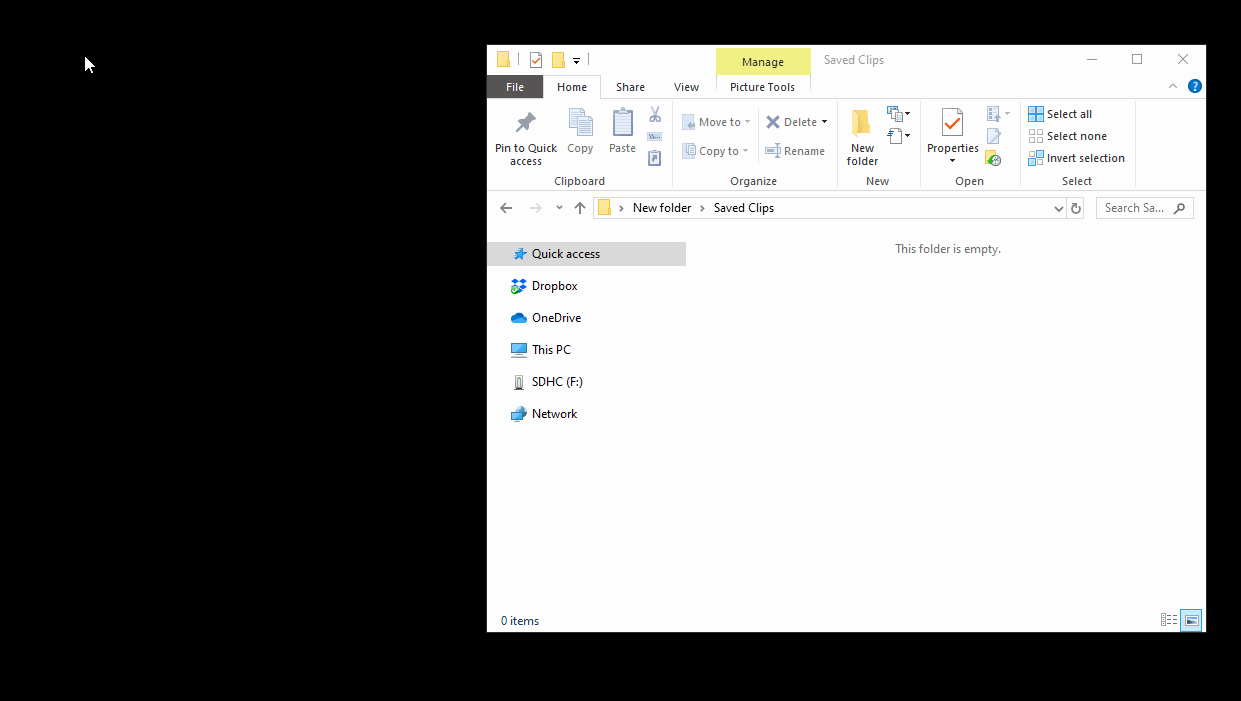 Manage
Saved Clips
File
Home
Share
View
Picture Tools
?
Pin to Quick
access
Copy
Paste
Move to
Copy to
Delete
Rename
New
folder
Properties
Select all
Select none
Invert selection
Clipboard
Organize
New
Open
Select
New folder
Saved Clips
Search Sa...
Quick access
Dropbox
OneDrive
This PC
SDHC (F:)
Network
This folder is empty.
0 items